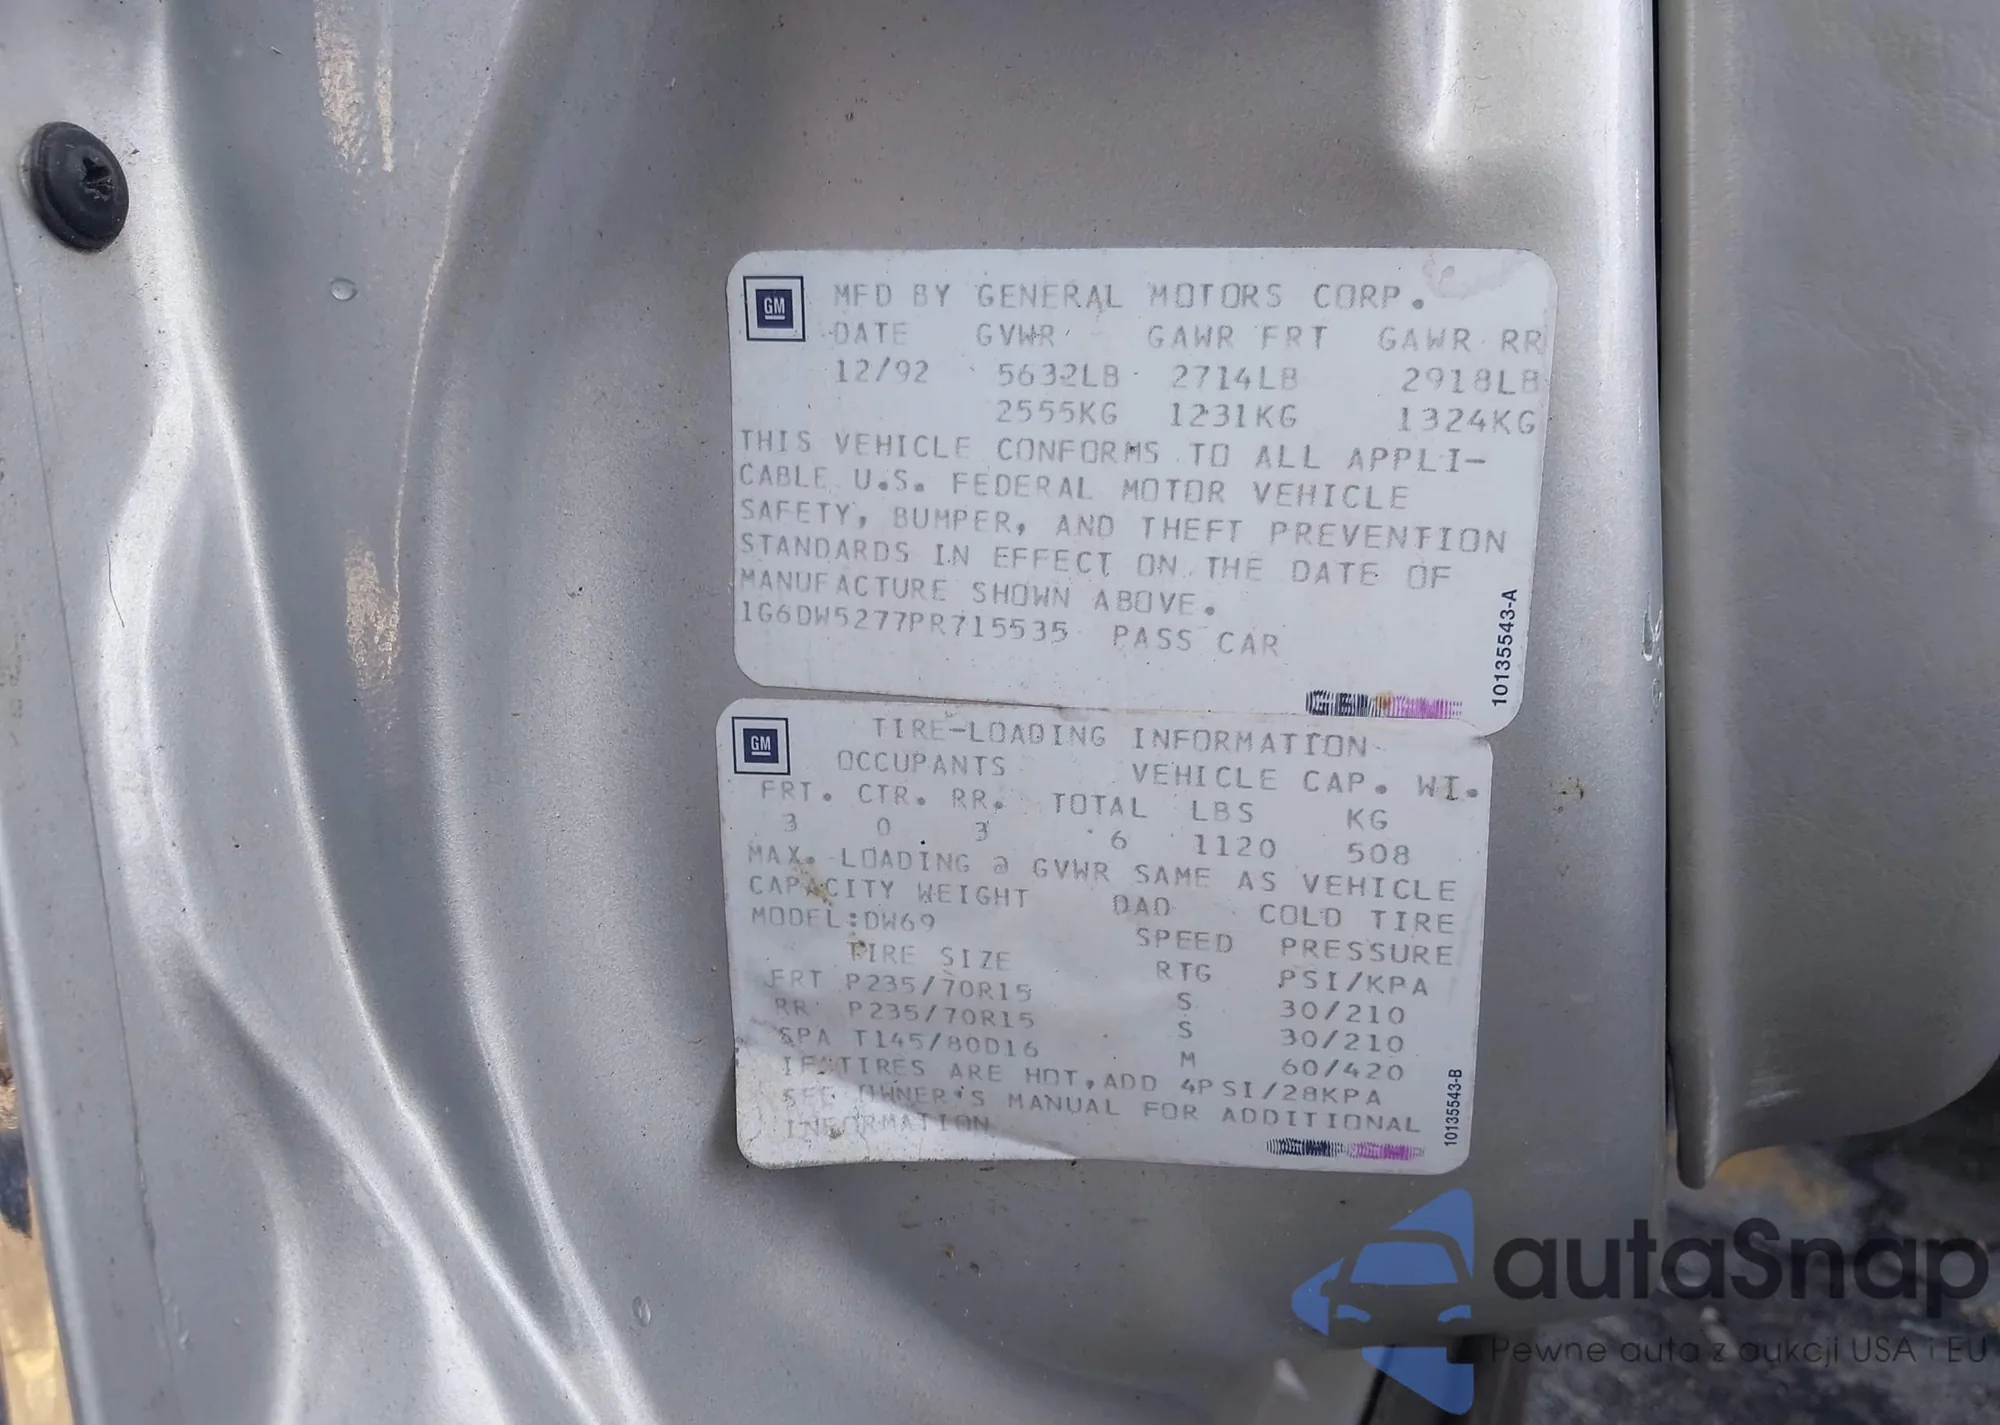 GM MFD BY GENERAL MOTORS CORP.
DATE GVWR GAWR FRT GAWR RR
12/92 5632LB 2714LB 2918LB
2555KG 1231KG 1324KG
THIS VEHICLE CONFORMS TO ALL APPLI-
CABLE U.S. FEDERAL MOTOR VEHICLE
SAFETY, BUMPER, AND THEFT PREVENTION
STANDARDS IN EFFECT ON THE DATE OF
MANUFACTURE SHOWN ABOVE.
1G6DW5277PR715535 PASS CAR
10135543-A
GM TIRE-LOADING INFORMATION
OCCUPANTS VEHICLE CAP. WT.
FRT. CTR. RR. TOTAL LBS KG
3 0 3 6 1120 508
MAX. LOADING @ GVWR SAME AS VEHICLE
CAPACITY WEIGHT DAO COLD TIRE
MODEL:DW69 SPEED PRESSURE
TIRE SIZE RTG PSI/KPA
FRT P235/70R15 S 30/210
RR P235/70R15 S 30/210
SPA T145/80D16 M 60/420
IF TIRES ARE HOT, ADD 4PSI/28KPA
SEE OWNER'S MANUAL FOR ADDITIONAL
INFORMATION
10135543-B
autaSnap
Pewne auta z aukcji USA i EU